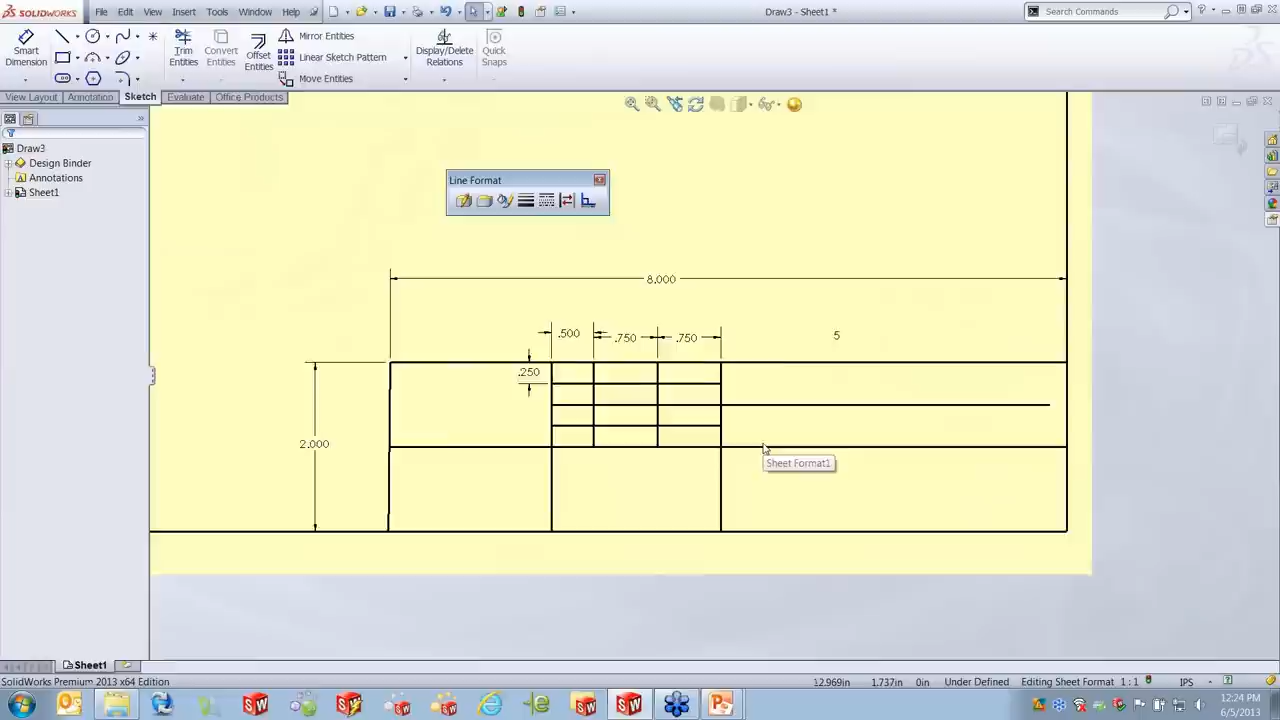 SOLIDWORKS File Edit View Insert Tools Window Help Draw3 - Sheet1 * Search Commands
Smart Dimension
Trim Entities
Convert Entities
Offset Entities
Mirror Entities
Linear Sketch Pattern
Move Entities
Display/Delete Relations
Quick Snaps
View Layout Annotation Sketch Evaluate Office Products
Draw3
Design Binder
Annotations
Sheet1
Line Format
8.000
.500 .750 .750 5
.250
2.000
Sheet Format1
Sheet1
SolidWorks Premium 2013 x64 Edition 12.969in 1.737in 0in Under Defined Editing Sheet Format 1 : 1 IPS
12:24 PM
6/5/2013